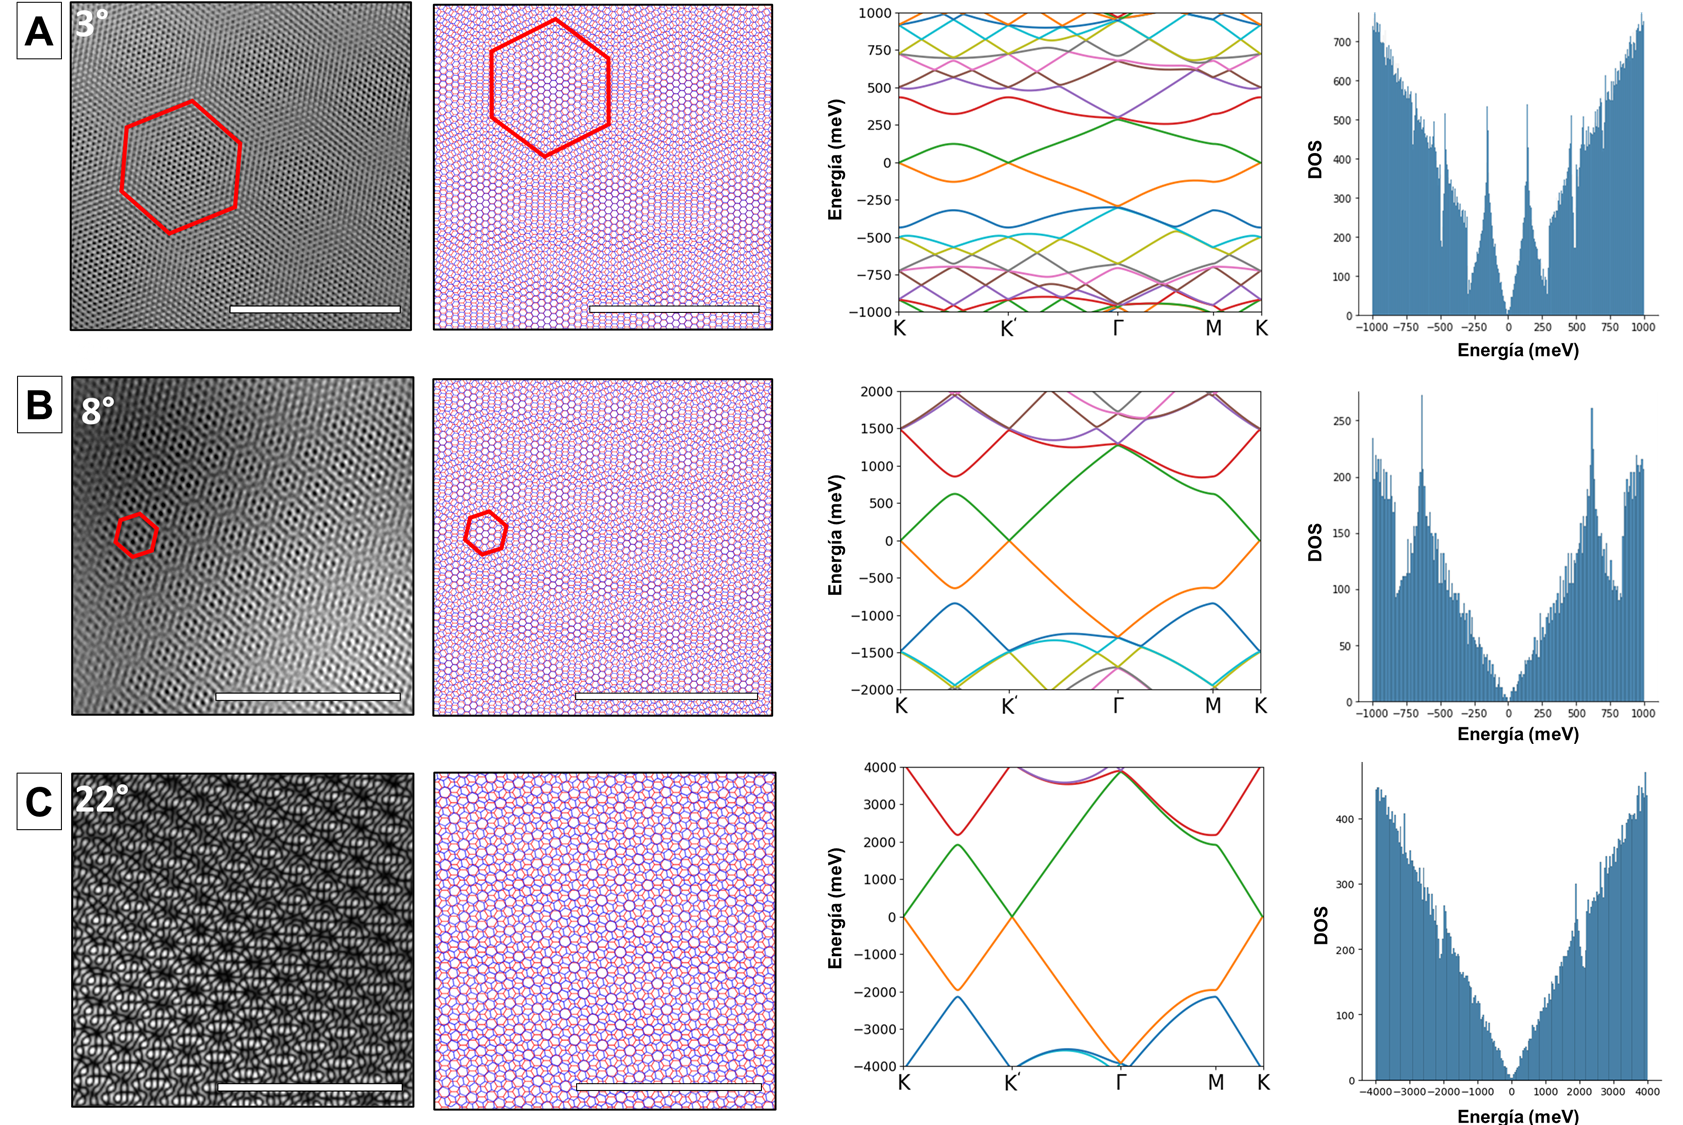 A
3°
Energía (meV)
1000
750
500
250
0
−250
−500
−750
−1000
K
K‘
Γ
M
K
DOS
700
600
500
400
300
200
100
0
−1000
−750
−500
−250
0
250
500
750
1000
Energía (meV)
B
8°
Energía (meV)
2000
1500
1000
500
0
−500
−1000
−1500
−2000
K
K‘
Γ
M
K
DOS
250
200
150
100
50
0
−1000
−750
−500
−250
0
250
500
750
1000
Energía (meV)
C
22°
Energía (meV)
4000
3000
2000
1000
0
−1000
−2000
−3000
−4000
K
K‘
Γ
M
K
DOS
400
300
200
100
0
−4000
−3000
−2000
−1000
0
1000
2000
3000
4000
Energía (meV)